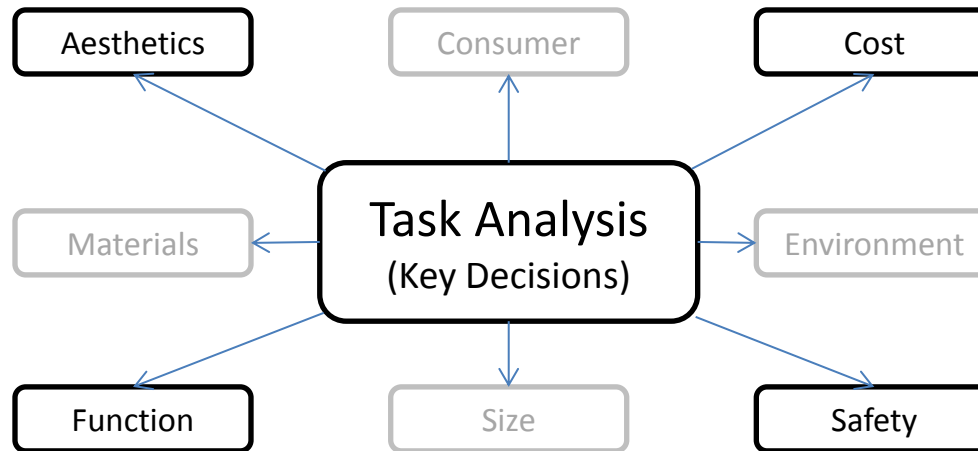 Aesthetics
Consumer
Cost
Task Analysis
(Key Decisions)
Materials
Environment
Function
Size
Safety